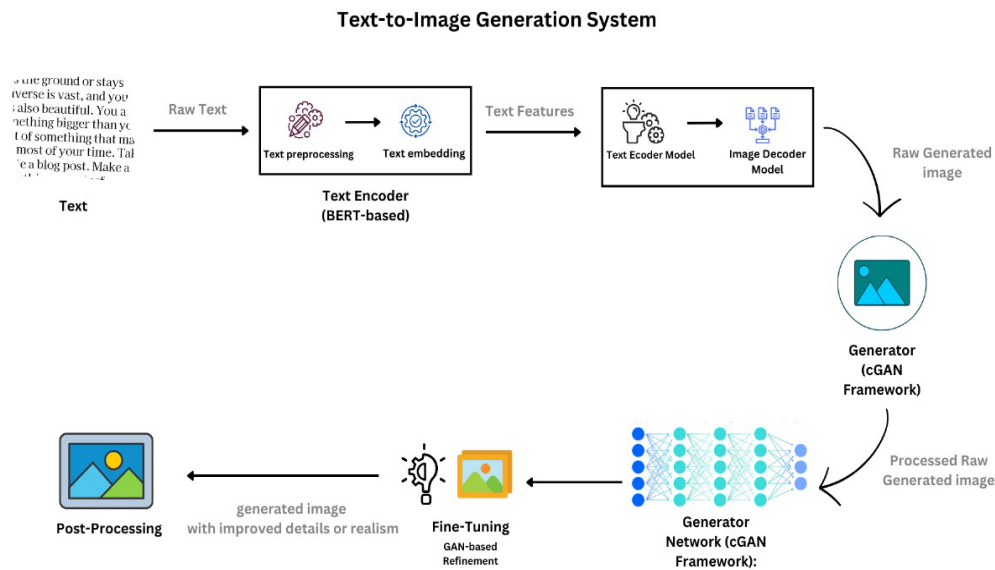 Text-to-Image Generation System
the ground or stays
verse is vast, and you
also beautiful. You a
ething bigger than
t of something that ma
most of your time. Tal
e a blog post. Make a
Text
Raw Text
Text preprocessing
Text embedding
Text Encoder
(BERT-based)
Text Features
Text Ecoder Model
Image Decoder
Model
Raw Generated
image
Generator
(cGAN
Framework)
Processed Raw
Generated image
Generator
Network (cGAN
Framework):
Fine-Tuning
GAN-based
Refinement
generated image
with improved details or realism
Post-Processing